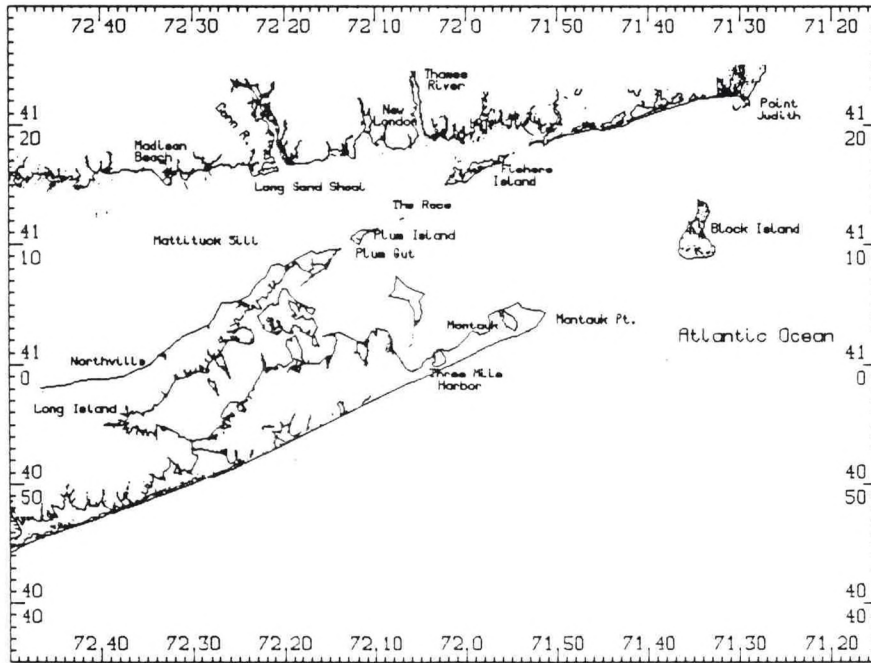 72,40 72,30 72,20 72,10 72,0 71,50 71,40 71,30 71,20
Thames
River
New
London
Conn R.
Point
Judith
41
20
41
20
Madison
Beach
Fishers
Island
Long Sand Shoal
The Race
Mattituck Sill
Plum Island
Plum Gut
Block Island
41
10
41
10
Montauk
Montauk Pt.
Atlantic Ocean
Northville
41
0
41
0
Three Mile
Harbor
Long Island
40
50
40
50
40
40
40
40
72,40 72,30 72,20 72,10 72,0 71,50 71,40 71,30 71,20